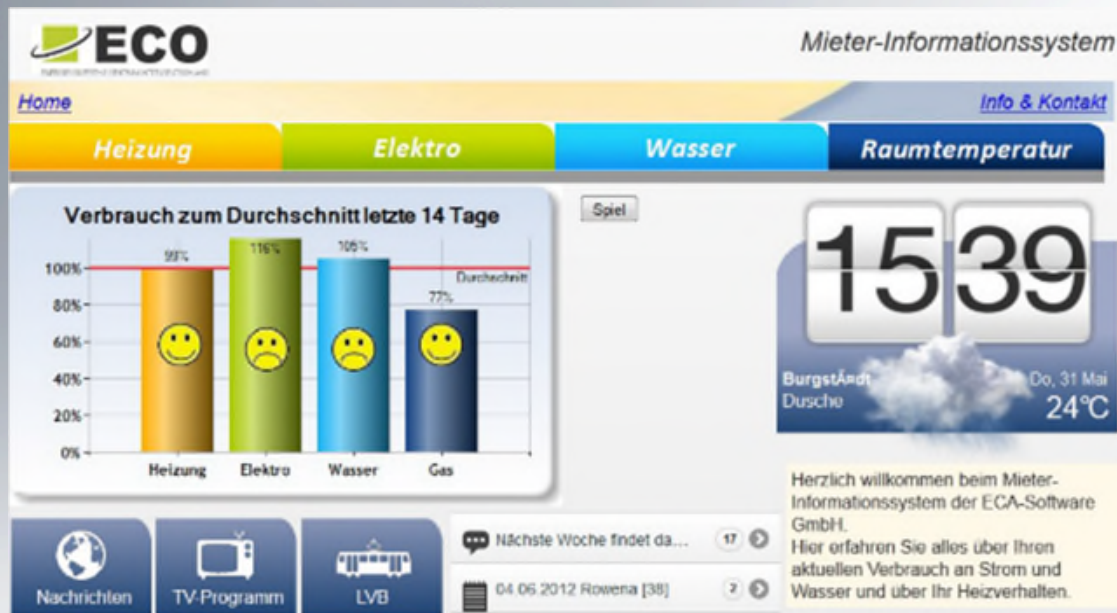 ECO
Mieter-Informationssystem
Home
Info & Kontakt
Heizung
Elektro
Wasser
Raumtemperatur
Verbrauch zum Durchschnitt letzte 14 Tage
99%
116%
105%
77%
Durchschnitt
100%
80%
60%
40%
20%
0%
Heizung
Elektro
Wasser
Gas
Spiel
15 39
BurgstÃ¤dt
Do, 31 Mai
Dusche
24°C
Herzlich willkommen beim Mieter-
Informationssystem der ECA-Software
GmbH.
Hier erfahren Sie alles über Ihren
aktuellen Verbrauch an Strom und
Wasser und über Ihr Heizverhalten.
Nachrichten
TV-Programm
LVB
Nächste Woche findet da... 17
04.06.2012 Rowena [38] 2